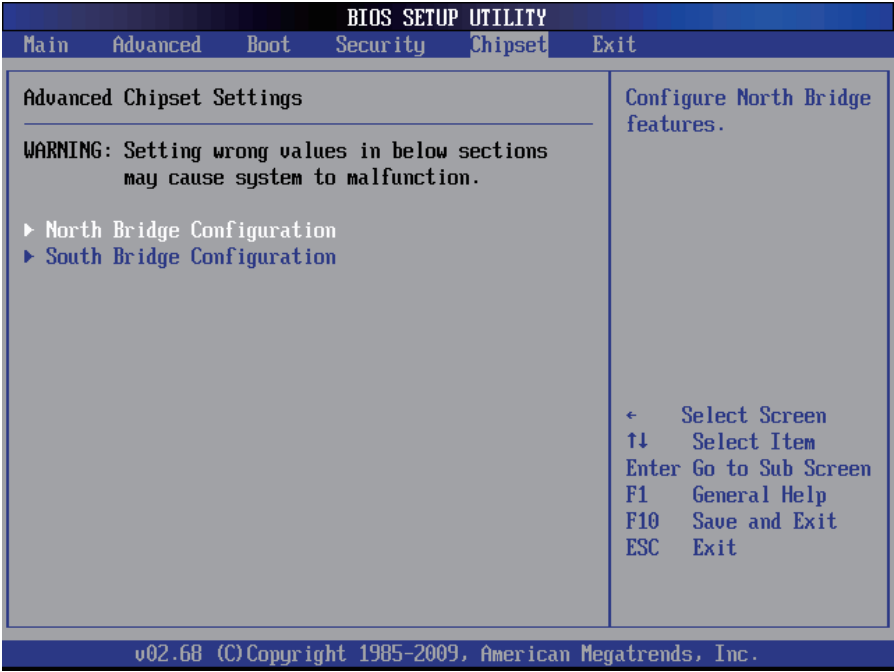 BIOS SETUP UTILITY
Main Advanced Boot Security Chipset Exit
Advanced Chipset Settings
WARNING: Setting wrong values in below sections
may cause system to malfunction.
North Bridge Configuration
South Bridge Configuration
Configure North Bridge
features.
← Select Screen
↑↓ Select Item
Enter Go to Sub Screen
F1 General Help
F10 Save and Exit
ESC Exit
v02.68 (C)Copyright 1985-2009, American Megatrends, Inc.